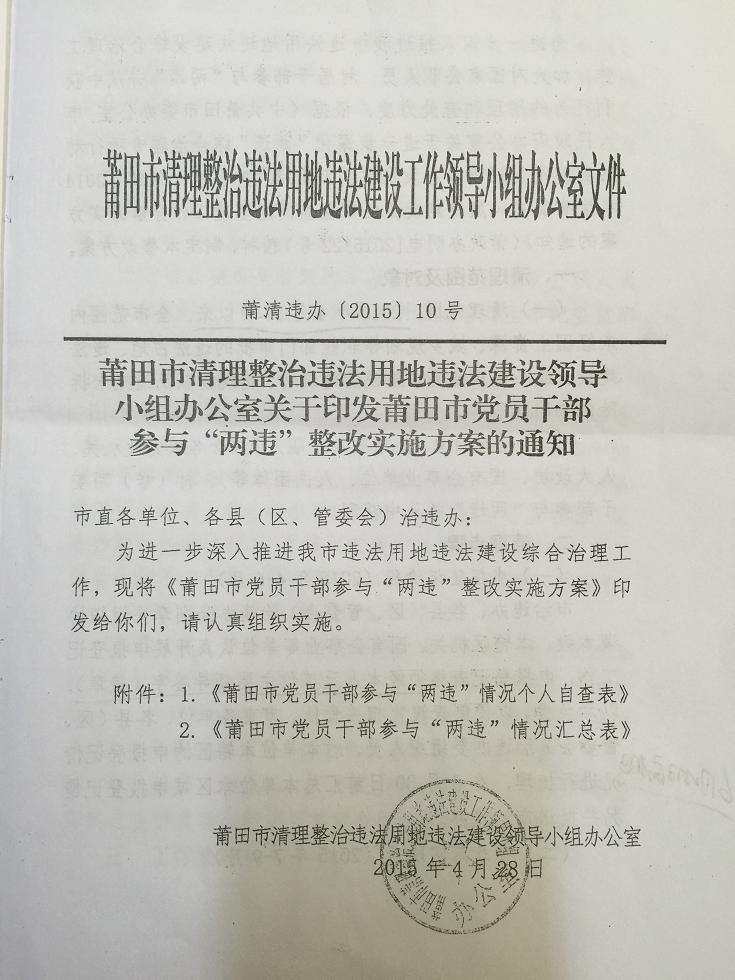 莆田市清理整治违法用地违法建设工作领导小组办公室文件
莆清违办〔2015〕10号
莆田市清理整治违法用地违法建设领导
小组办公室关于印发莆田市党员干部
参与“两违”整改实施方案的通知
市直各单位、各县（区、管委会）治违办：
为进一步深入推进我市违法用地违法建设综合治理工
作，现将《莆田市党员干部参与“两违”整改实施方案》印
发给你们，请认真组织实施。
附件：1.《莆田市党员干部参与“两违”情况个人自查表》
2.《莆田市党员干部参与“两违”情况汇总表》
莆田市清理整治违法用地违法建设领导小组办公室
2015年4月28日
办公室